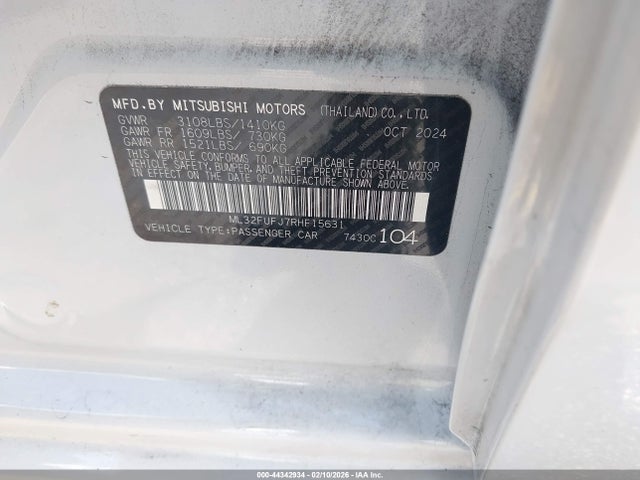 MFD.BY MITSUBISHI MOTORS (THAILAND) CO., LTD.
GVWR 3108LBS/1410KG OCT 2024
GAWR FR 1609LBS/ 730KG
GAWR RR 1521LBS/ 690KG
THIS VEHICLE CONFORMS TO ALL APPLICABLE FEDERAL MOTOR
VEHICLE SAFETY, BUMPER, AND THEFT PREVENTION STANDARDS
IN EFFECT ON THE DATE OF MANUFACTURE SHOWN ABOVE.
ML32FUFJ7RHF15631
VEHICLE TYPE:PASSENGER CAR 743DC 104
000-44342934 - 02/10/2026 - IAA Inc.